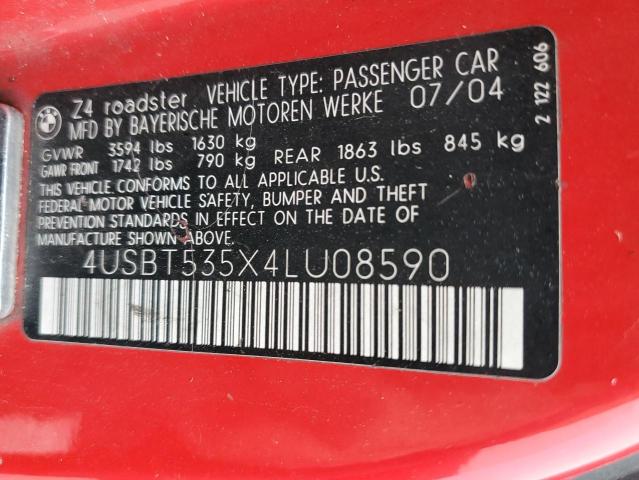 BMW
Z4 roadster VEHICLE TYPE: PASSENGER CAR
MFD BY BAYERISCHE MOTOREN WERKE 07/04
GVWR 3594 lbs 1630 kg
GAWR FRONT 1742 lbs 790 kg REAR 1863 lbs 845 kg
THIS VEHICLE CONFORMS TO ALL APPLICABLE U.S.
FEDERAL MOTOR VEHICLE SAFETY, BUMPER AND THEFT
PREVENTION STANDARDS IN EFFECT ON THE DATE OF
MANUFACTURE SHOWN ABOVE.
4USBT535X4LU08590
2 122 606